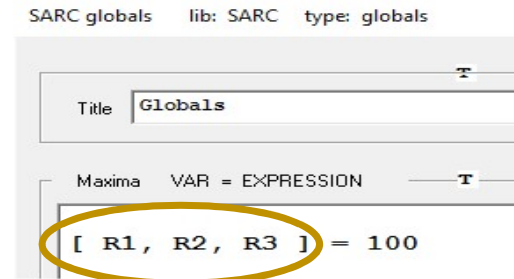 SARC globals lib: SARC type: globals
T
Title Globals
Maxima VAR = EXPRESSION T
[ R1, R2, R3 ] = 100